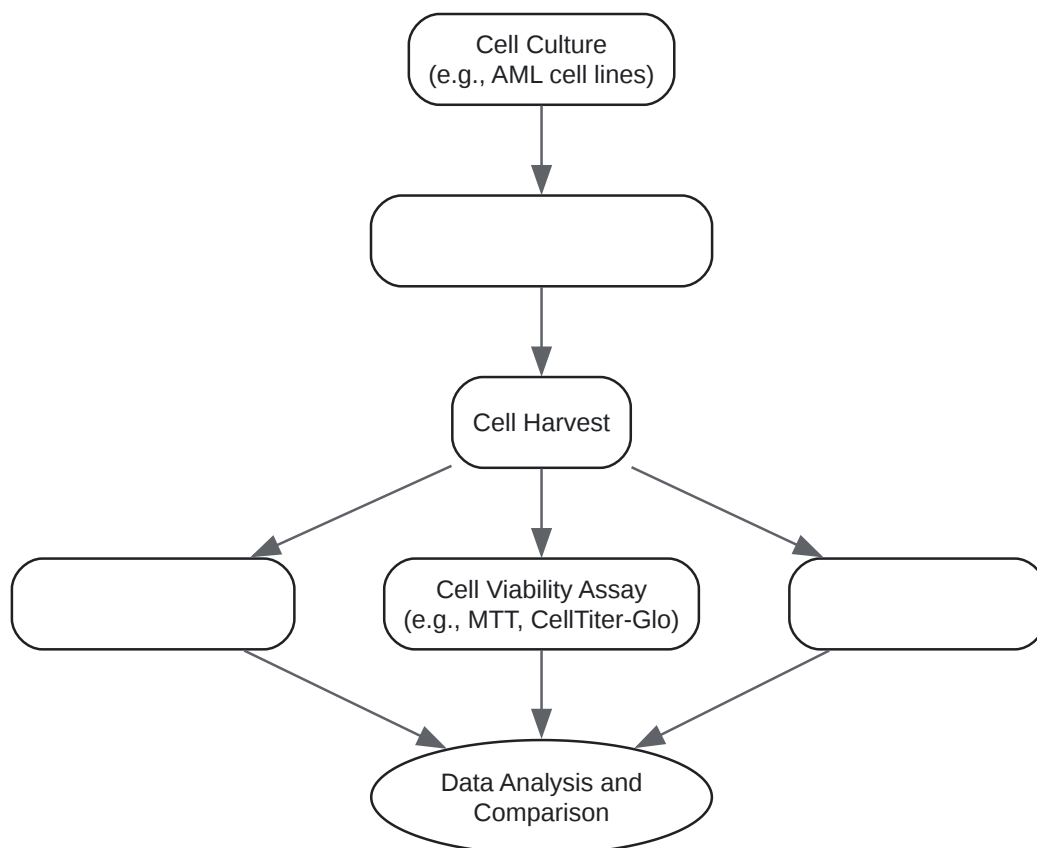 Cell Culture
(e.g., AML cell lines)
Cell Harvest
Cell Viability Assay
(e.g., MTT, CellTiter-Glo)
Data Analysis and
Comparison